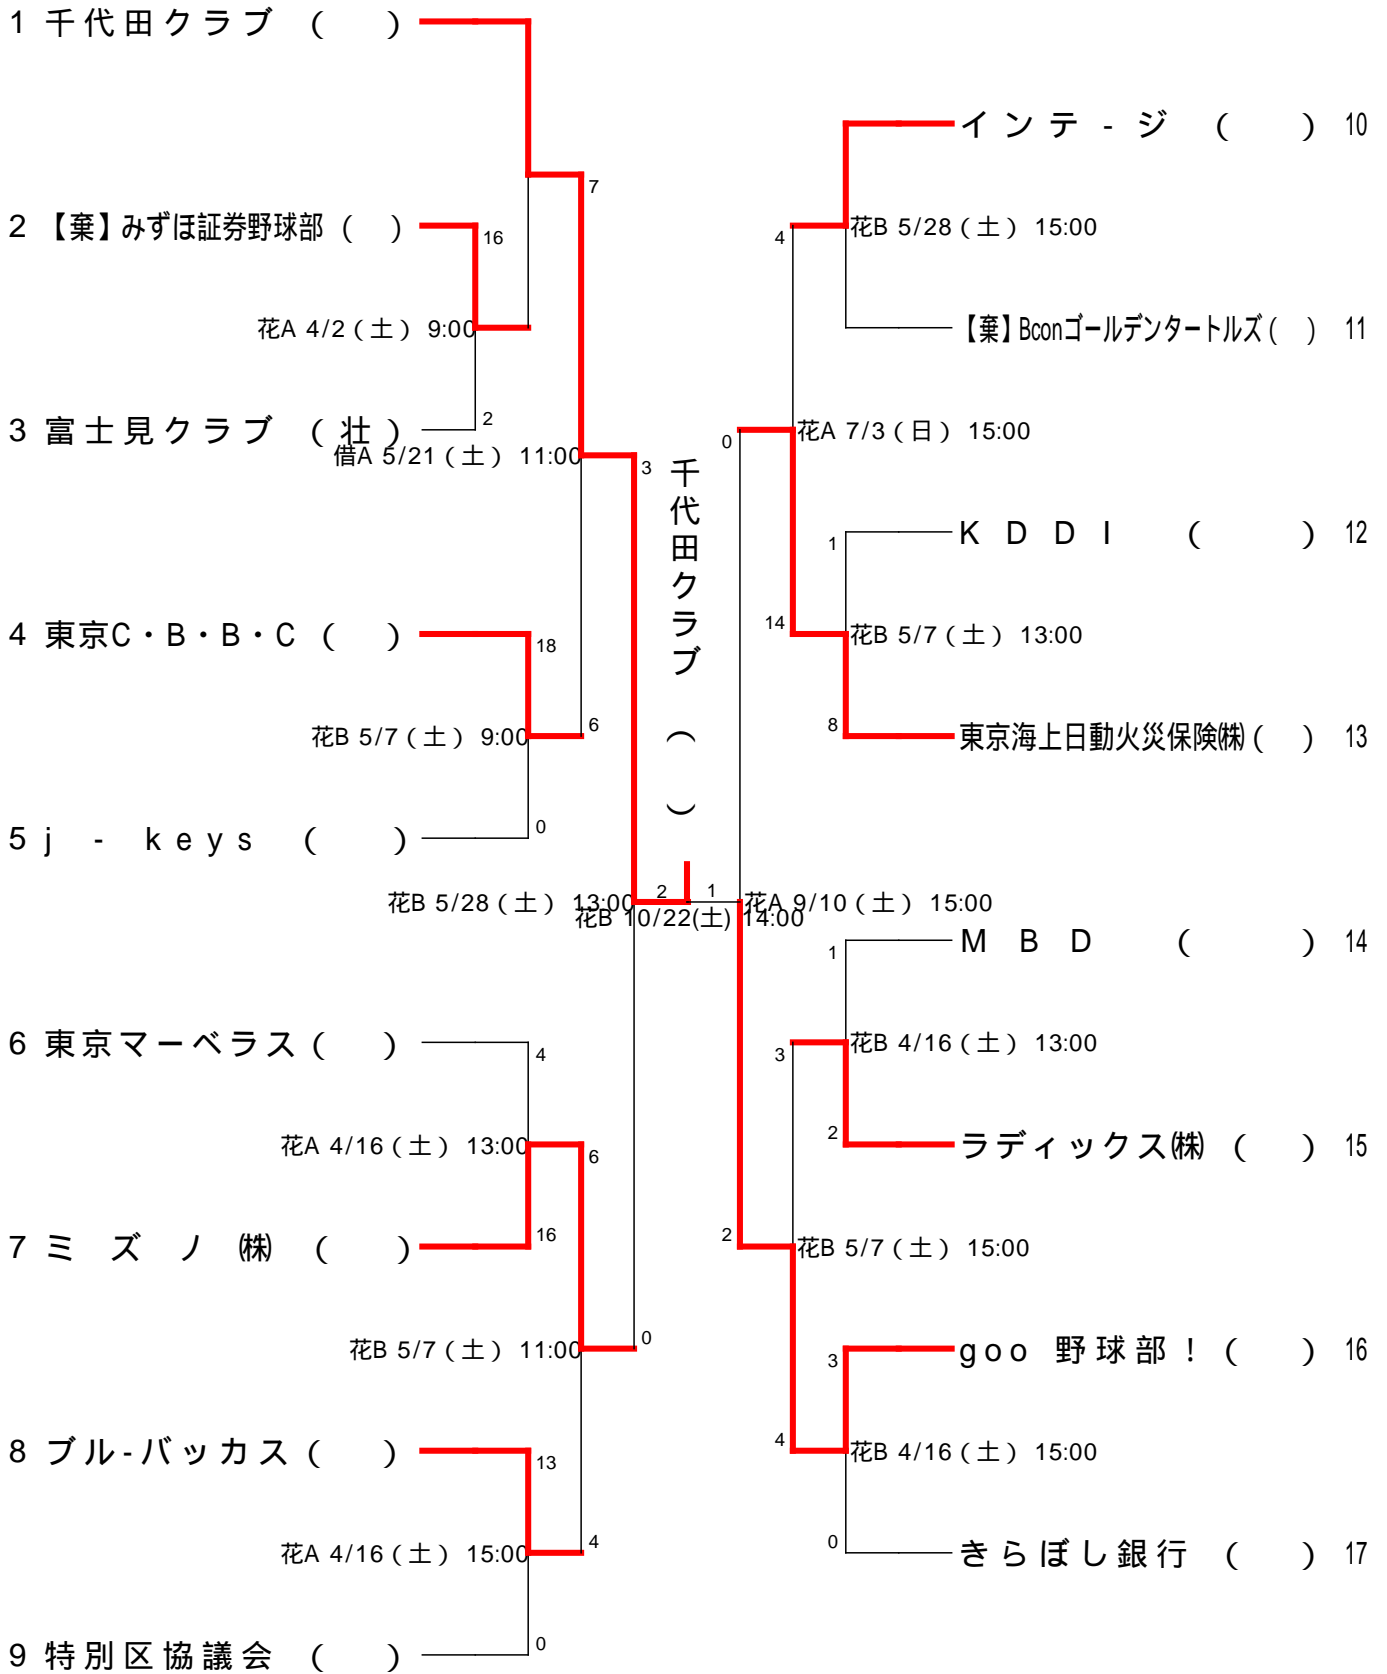 1 千代田クラブ ( )
2 【棄】みずほ証券野球部 ( )
3 富士見クラブ (壮)
4 東京C・B・B・C ( )
5 j - keys ( )
6 東京マーベラス ( )
7 ミズノ㈱ ( )
8 ブル-バッカス ( )
9 特別区協議会 ( )
花A 4/2(土) 9:00
16
2
7
借A 5/21(土) 11:00
18
花B 5/7(土) 9:00
0
6
3
花B 5/28(土) 13:00
4
花A 4/16(土) 13:00
16
6
花B 5/7(土) 11:00
0
13
花A 4/16(土) 15:00
0
4
千代田クラブ ( )
2
1
花B 10/22(土) 14:00
インテ-ジ ( ) 10
4
花B 5/28(土) 15:00
【棄】Bconゴールデンタートルズ ( ) 11
0
花A 7/3(日) 15:00
KDDI ( ) 12
1
14
花B 5/7(土) 13:00
8
東京海上日動火災保険㈱ ( ) 13
花A 9/10(土) 15:00
MBD ( ) 14
1
3
花B 4/16(土) 13:00
2
ラディックス㈱ ( ) 15
2
花B 5/7(土) 15:00
goo 野球部! ( ) 16
3
4
花B 4/16(土) 15:00
0
きらぼし銀行 ( ) 17